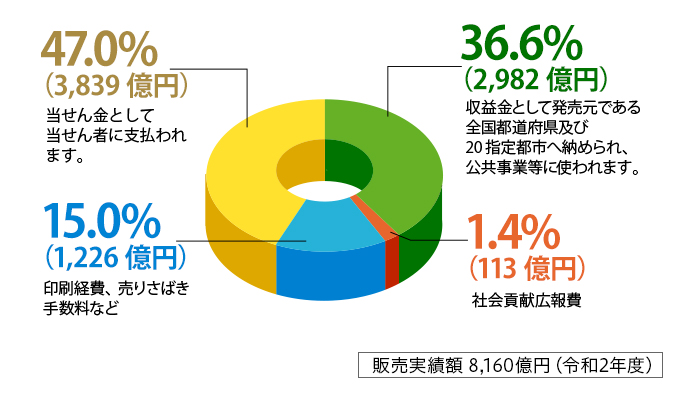 47.0%
（3,839 億円）
当せん金として
当せん者に支払われ
ます。
36.6%
（2,982 億円）
収益金として発売元である
全国都道府県及び
20 指定都市へ納められ、
公共事業等に使われます。
15.0%
（1,226 億円）
印刷経費、売りさばき
手数料など
1.4%
（113 億円）
社会貢献広報費
販売実績額 8,160億円（令和2年度）